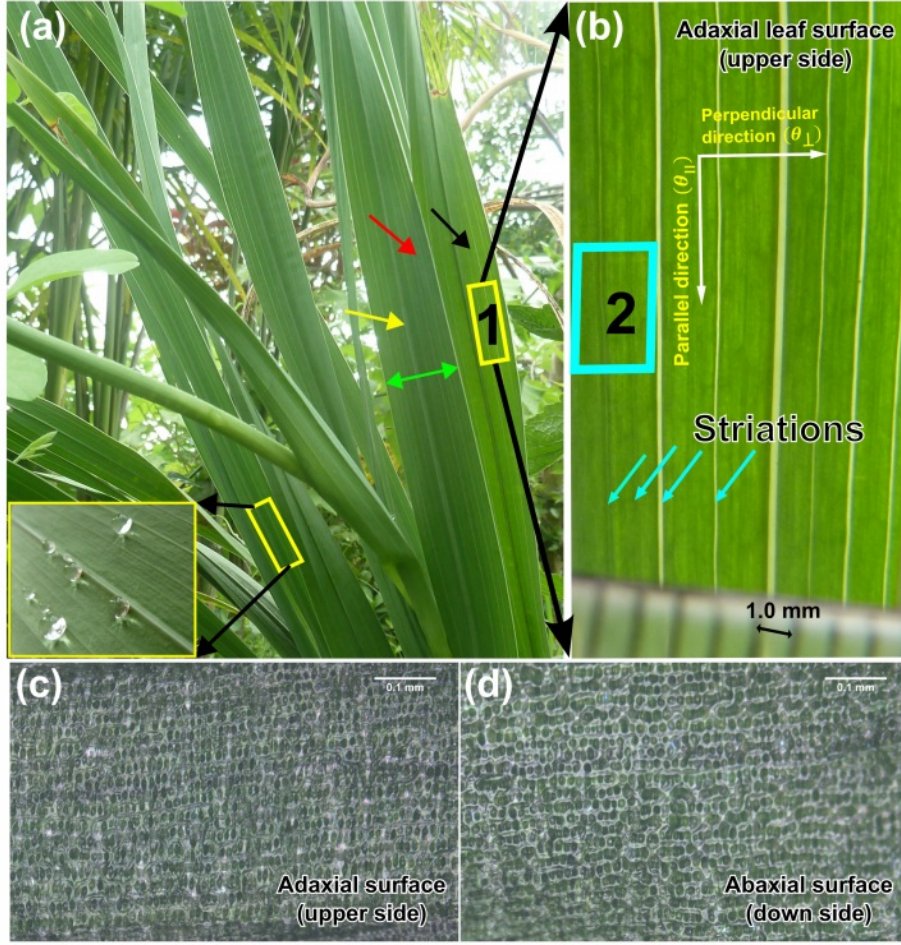 (a)
1
(b)
Adaxial leaf surface
(upper side)
Perpendicular
direction (θ⊥)
Parallel direction (θ||)
2
Striations
1.0 mm
(c)
0.1 mm
Adaxial surface
(upper side)
(d)
0.1 mm
Abaxial surface
(down side)